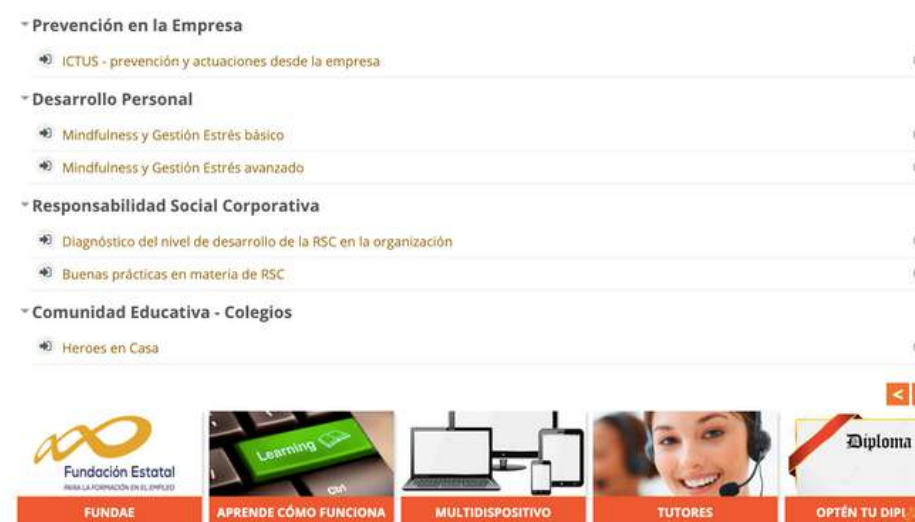 Prevención en la Empresa
ICTUS - prevención y actuaciones desde la empresa
Desarrollo Personal
Mindfulness y Gestión Estrés básico
Mindfulness y Gestión Estrés avanzado
Responsabilidad Social Corporativa
Diagnóstico del nivel de desarrollo de la RSC en la organización
Buenas prácticas en materia de RSC
Comunidad Educativa - Colegios
Heroes en Casa
<
Fundación Estatal
PARA LA FORMACIÓN EN EL EMPLEO
Learning
Ctrl
Diploma
FUNDAE
APRENDE CÓMO FUNCIONA
MULTIDISPOSITIVO
TUTORES
OPTÉN TU DIPL